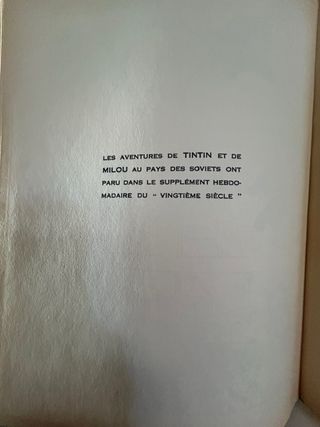 LES AVENTURES DE TINTIN ET DE
MILOU AU PAYS DES SOVIETS ONT
PARU DANS LE SUPPLÉMENT HEBDO-
MADAIRE DU “ VINGTIÈME SIÈCLE ”